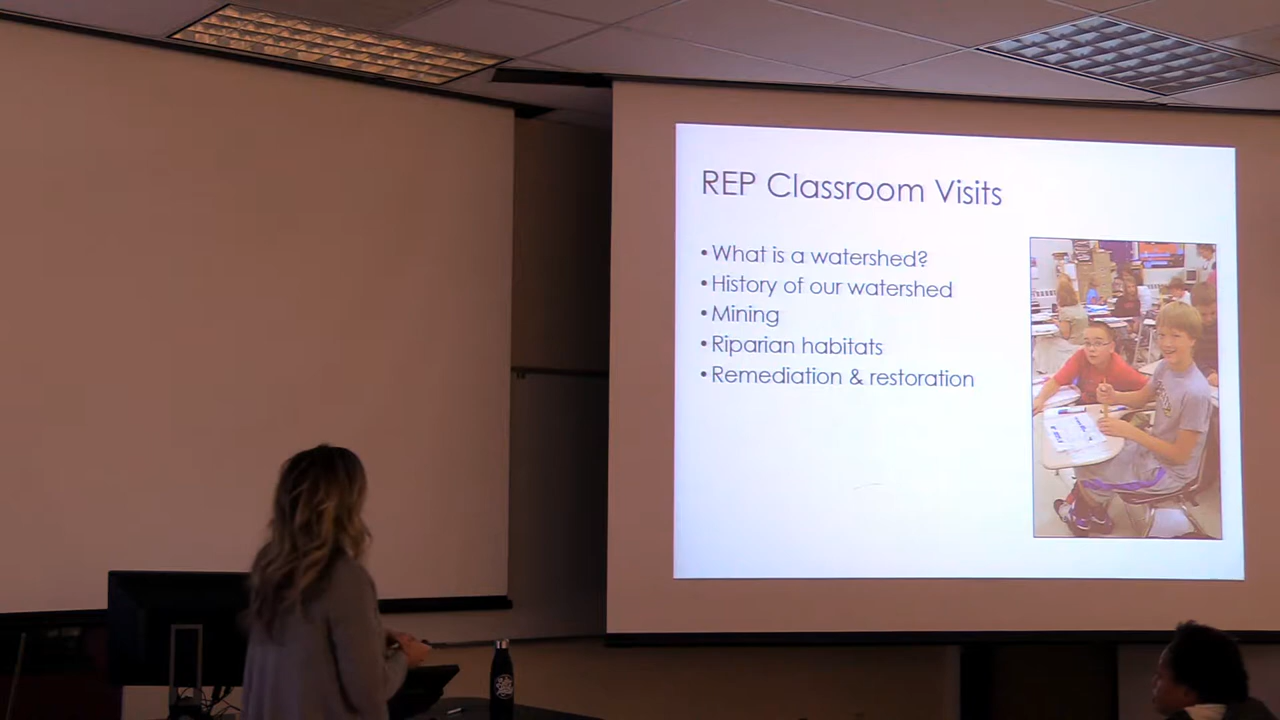 REP Classroom Visits
• What is a watershed?
• History of our watershed
• Mining
• Riparian habitats
• Remediation & restoration